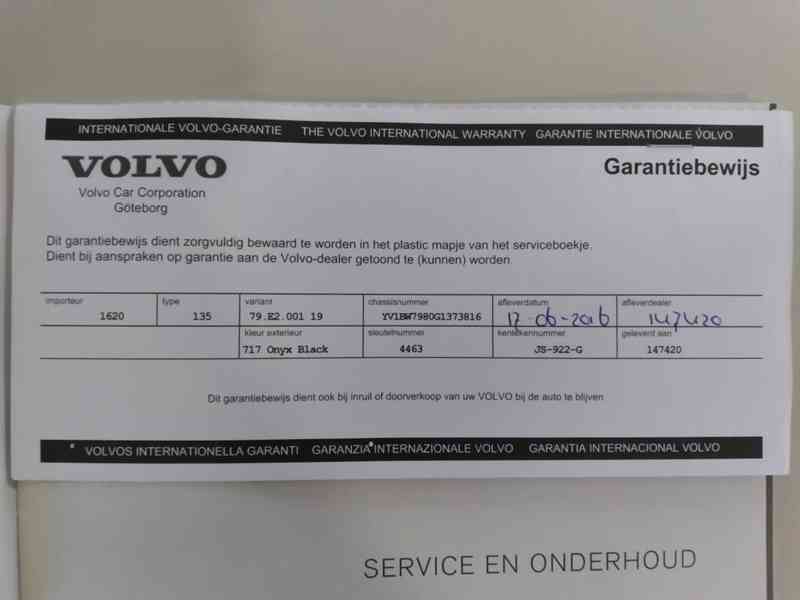 INTERNATIONALE VOLVO-GARANTIE THE VOLVO INTERNATIONAL WARRANTY GARANTIE INTERNATIONALE VOLVO
VOLVO
Garantiebewijs
Volvo Car Corporation
Göteborg
Dit garantiebewijs dient zorgvuldig bewaard te worden in het plastic mapje van het serviceboekje.
Dient bij aanspraken op garantie aan de Volvo-dealer getoond te (kunnen) worden.
importeur type variant chassisnummer afleverdatum afleverdealer
1620 135 79.E2.001 19 YV1BW7980G1373816 17-06-2016 147420
kleur exterieur sleutelnummer kentekennummer geleverd aan
717 Onyx Black 4463 JS-922-G 147420
Dit garantiebewijs dient ook bij inruil of doorverkoop van uw VOLVO bij de auto te blijven
VOLVOS INTERNATIONELLA GARANTI GARANZIA INTERNAZIONALE VOLVO GARANTIA INTERNACIONAL VOLVO
SERVICE EN ONDERHOUD